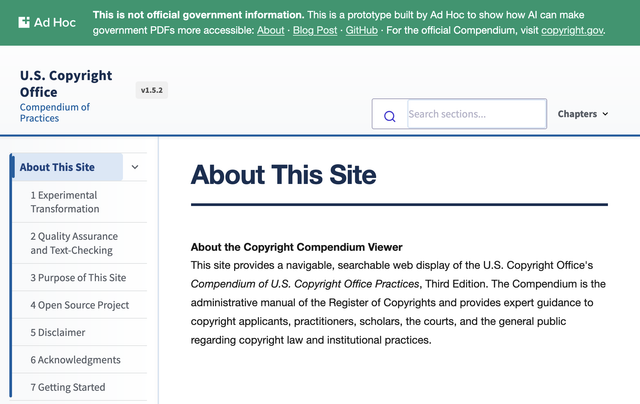 Ad Hoc
This is not official government information. This is a prototype built by Ad Hoc to show how AI can make
government PDFs more accessible: About · Blog Post · GitHub · For the official Compendium, visit copyright.gov.
U.S. Copyright
Office
Compendium of
Practices
v1.5.2
Search sections...
Chapters
About This Site
1 Experimental
Transformation
2 Quality Assurance
and Text-Checking
3 Purpose of This Site
4 Open Source Project
5 Disclaimer
6 Acknowledgments
7 Getting Started
About This Site
About the Copyright Compendium Viewer
This site provides a navigable, searchable web display of the U.S. Copyright Office's
Compendium of U.S. Copyright Office Practices, Third Edition. The Compendium is the
administrative manual of the Register of Copyrights and provides expert guidance to
copyright applicants, practitioners, scholars, the courts, and the general public
regarding copyright law and institutional practices.